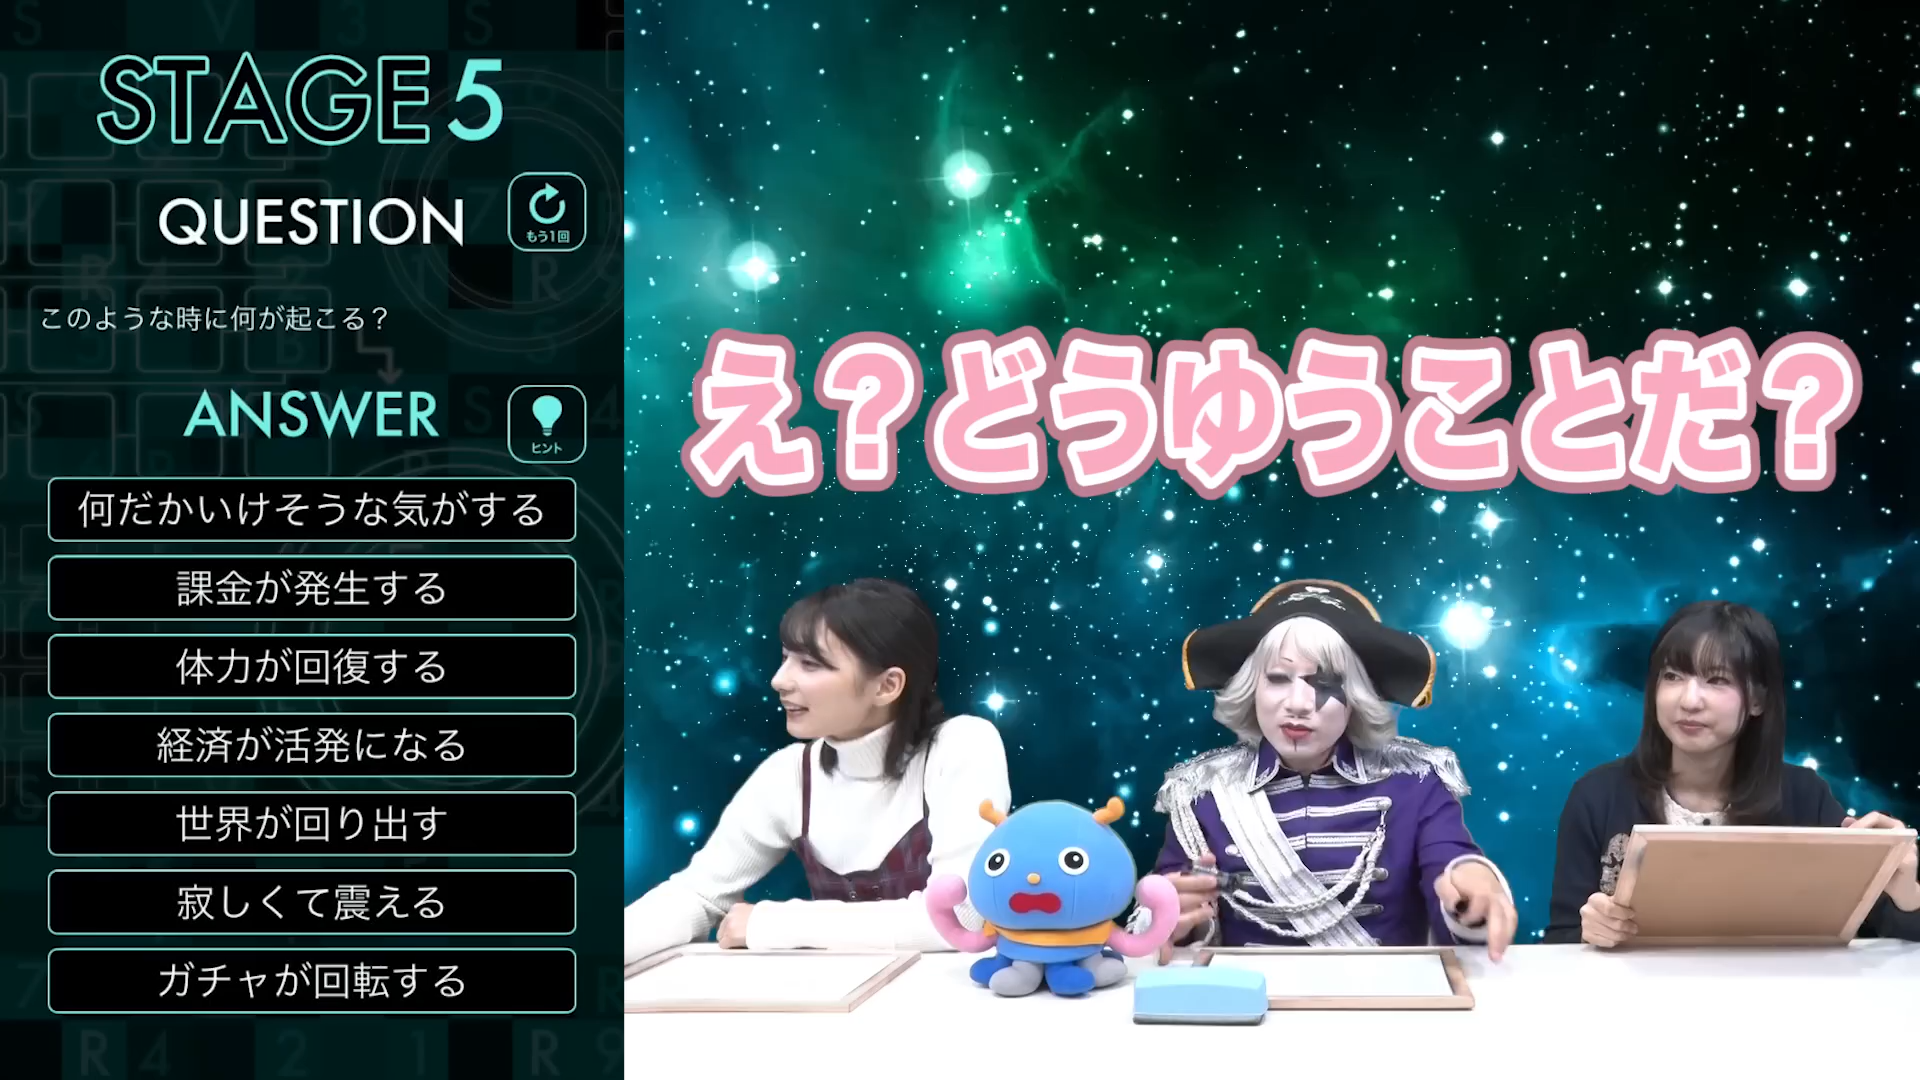 STAGE 5
QUESTION
もう1回
このような時に何が起こる？
ANSWER
ヒント
何だかいけそうな気がする
課金が発生する
体力が回復する
経済が活発になる
世界が回り出す
寂しくて震える
ガチャが回転する
え？どうゆうことだ？